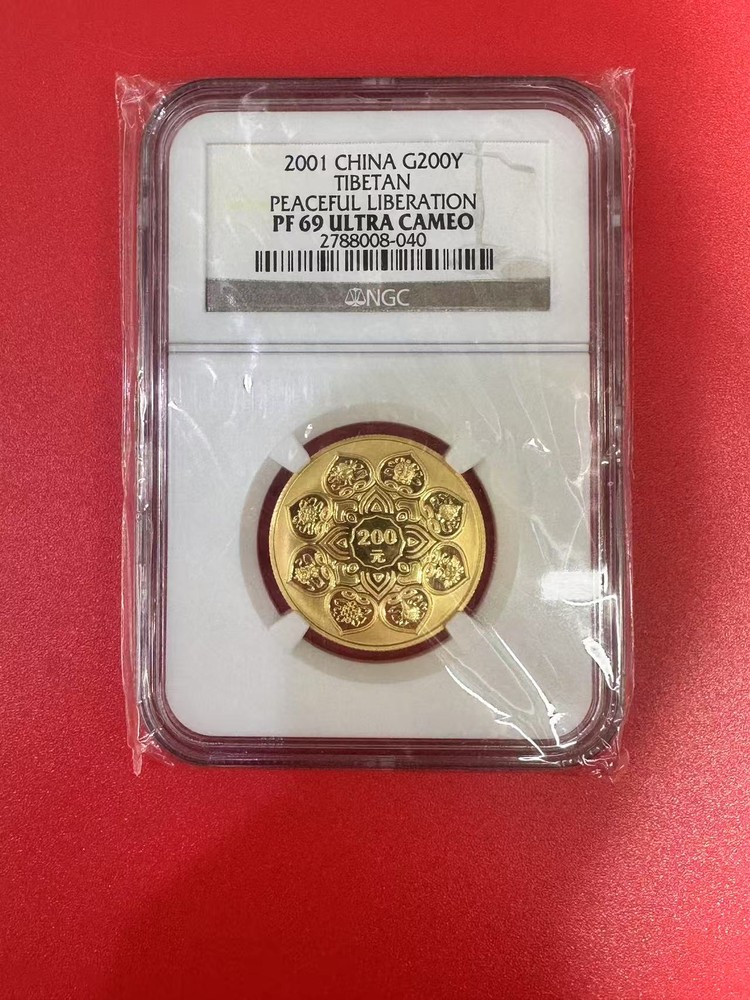 2001 CHINA G200Y
TIBETAN
PEACEFUL LIBERATION
PF 69 ULTRA CAMEO
2788008-040
NGC
200
元